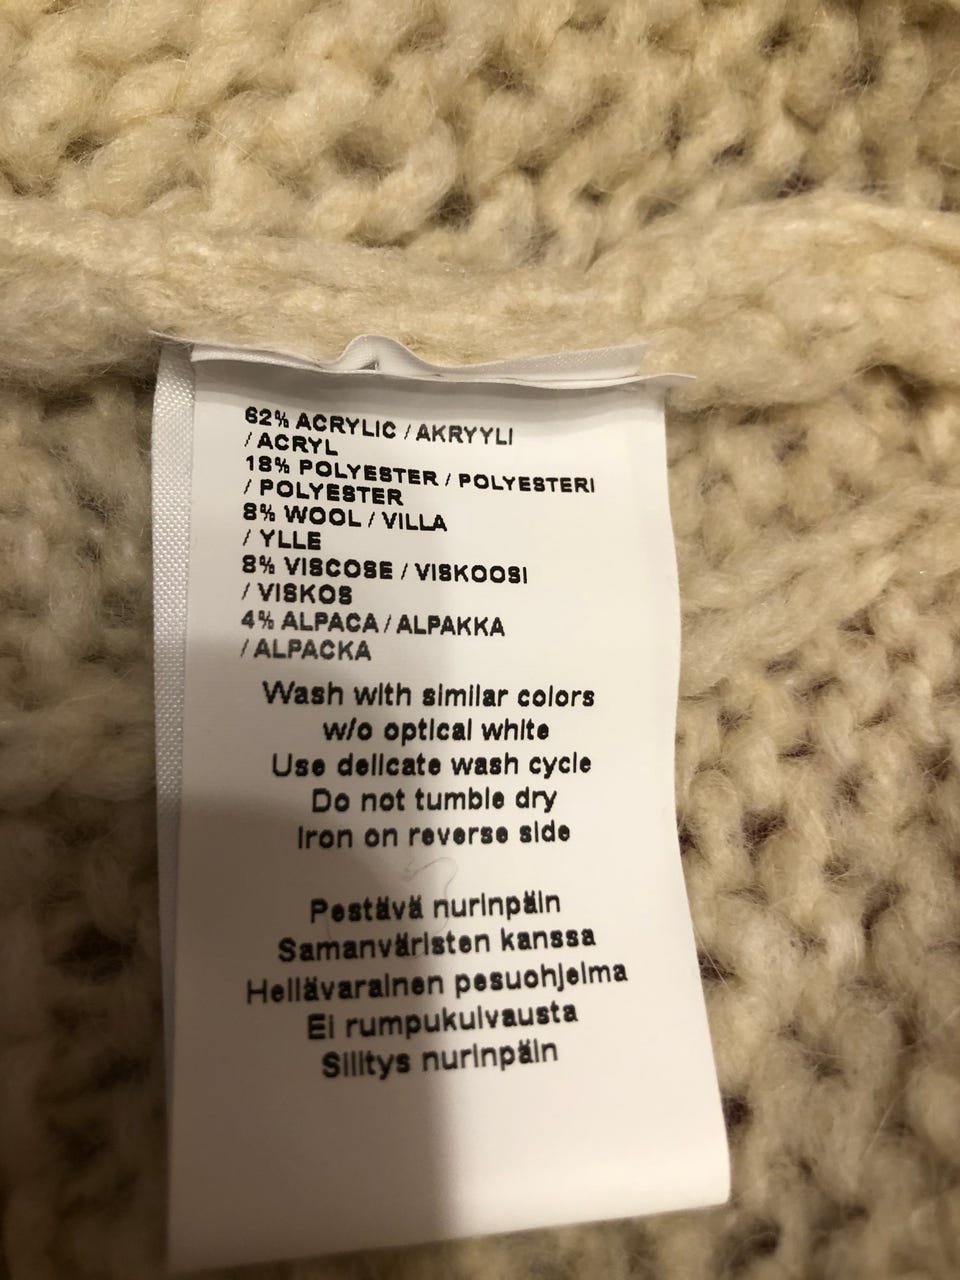 62% ACRYLIC / AKRYYLI
/ ACRYL
18% POLYESTER / POLYESTERI
/ POLYESTER
8% WOOL / VILLA
/ YLLE
8% VISCOSE / VISKOOSI
/ VISKOS
4% ALPACA / ALPAKKA
/ ALPACKA
Wash with similar colors
w/o optical white
Use delicate wash cycle
Do not tumble dry
Iron on reverse side
Pestävä nurinpäin
Samanväristen kanssa
Hellävarainen pesuohjelma
Ei rumpukuivausta
Silitys nurinpäin